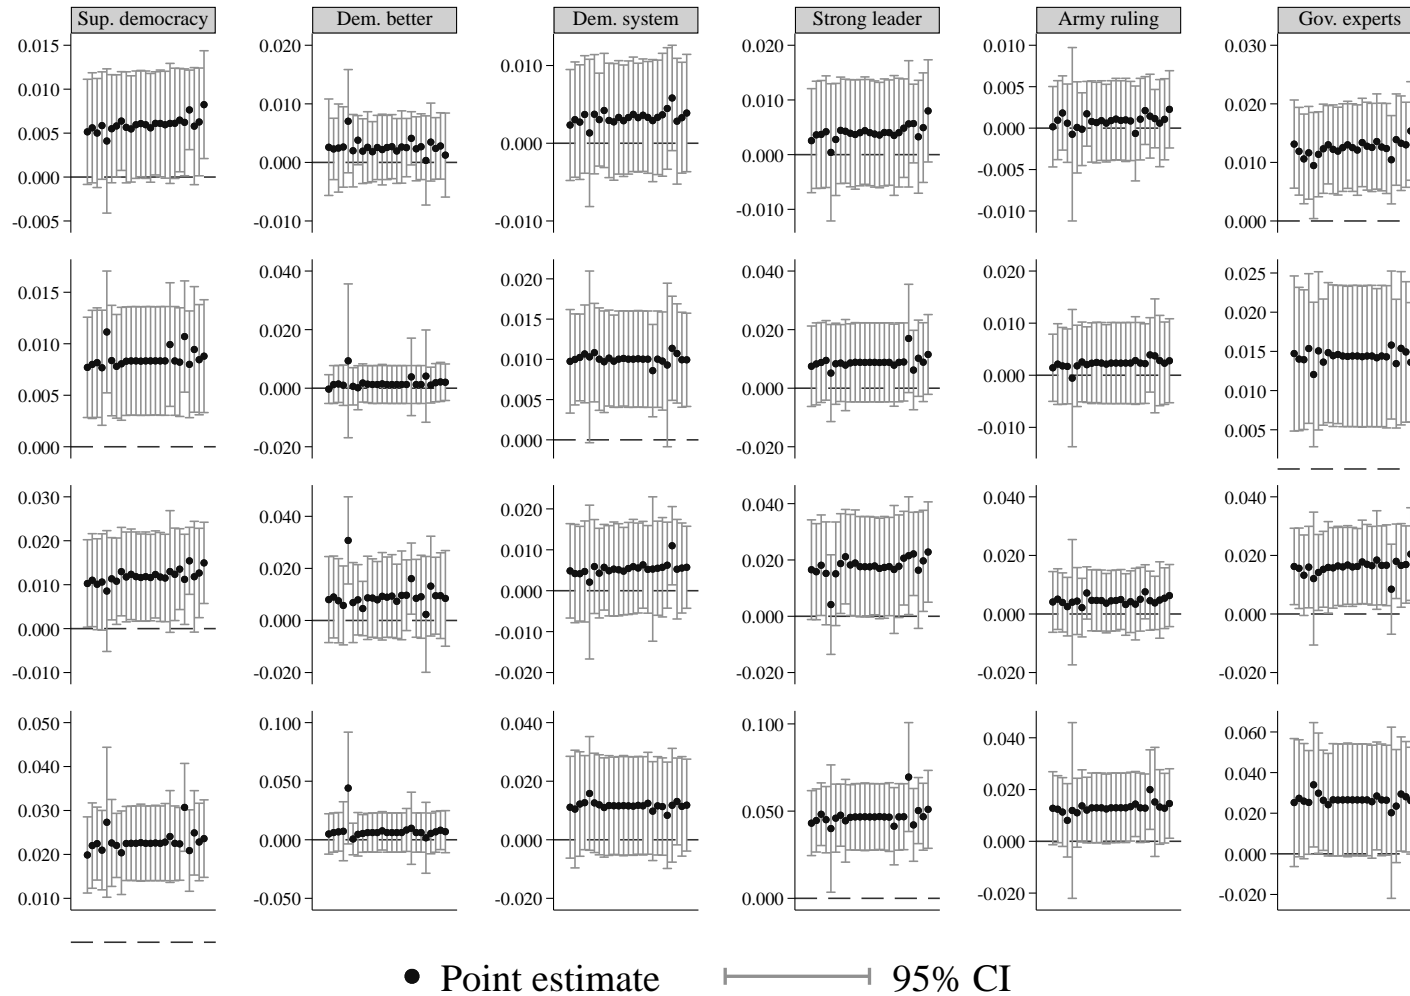 Sup. democracy Dem. better Dem. system Strong leader Army ruling Gov. experts
0.015 0.010 0.005 0.000 -0.005
0.020 0.010 0.000 -0.010
0.010 0.000 -0.010
0.020 0.010 0.000 -0.010
0.010 0.005 0.000 -0.005 -0.010
0.030 0.020 0.010 0.000
0.015 0.010 0.005 0.000
0.040 0.020 0.000 -0.020
0.020 0.015 0.010 0.005 0.000
0.040 0.020 0.000 -0.020
0.020 0.010 0.000 -0.010
0.025 0.020 0.015 0.010 0.005
0.030 0.020 0.010 0.000 -0.010
0.040 0.020 0.000 -0.020
0.020 0.010 0.000 -0.010 -0.020
0.040 0.020 0.000 -0.020
0.040 0.020 0.000 -0.020
0.040 0.020 0.000 -0.020
0.050 0.040 0.030 0.020 0.010
0.100 0.050 0.000 -0.050
0.040 0.020 0.000 -0.020
0.100 0.050 0.000
0.040 0.020 0.000 -0.020
0.060 0.040 0.020 0.000 -0.020
Point estimate 95% CI